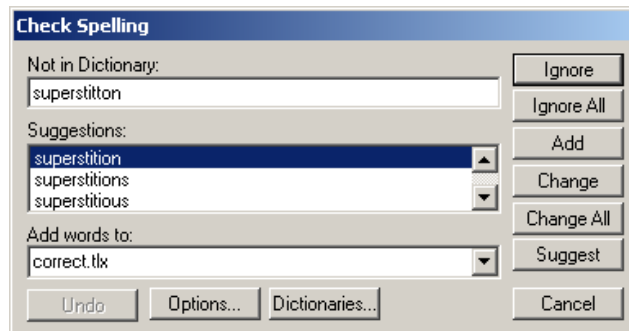 Check Spelling
Not in Dictionary:
superstitton
Suggestions:
superstition
superstitions
superstitious
Add words to:
correct.tlx
Undo
Options...
Dictionaries...
Ignore
Ignore All
Add
Change
Change All
Suggest
Cancel